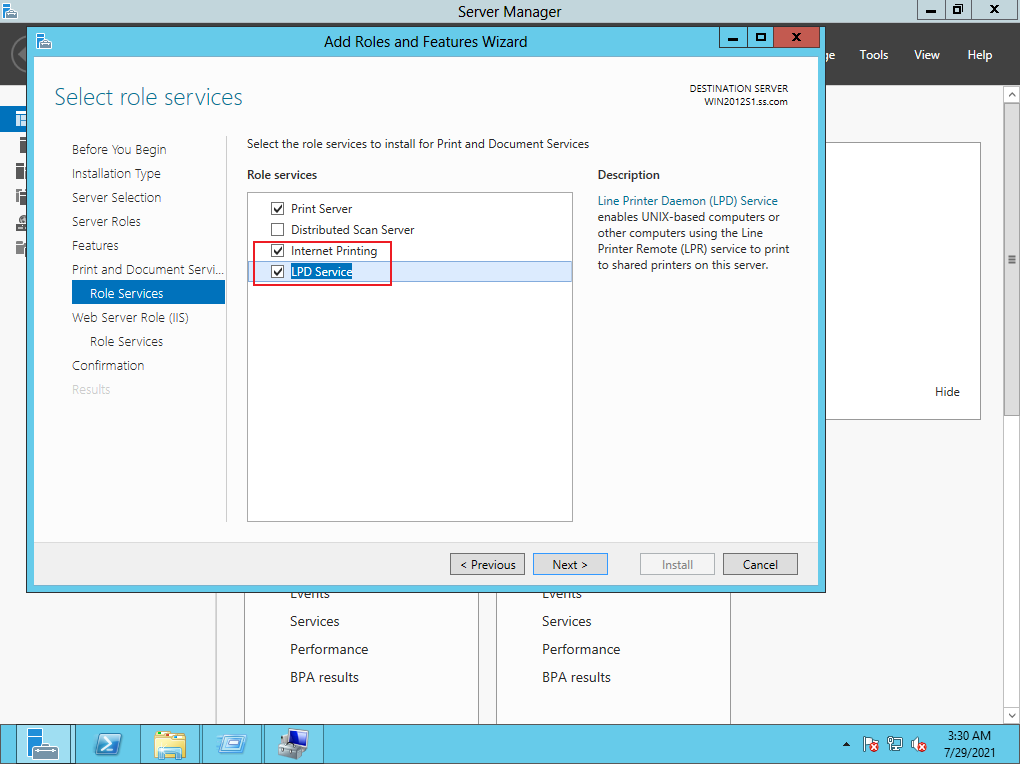 Server Manager
Tools
View
Help
Add Roles and Features Wizard
Select role services
DESTINATION SERVER
WIN2012S1.ss.com
Before You Begin
Installation Type
Server Selection
Server Roles
Features
Print and Document Servi...
Role Services
Web Server Role (IIS)
Role Services
Confirmation
Results
Select the role services to install for Print and Document Services
Role services
Print Server
Distributed Scan Server
Internet Printing
LPD Service
Description
Line Printer Daemon (LPD) Service
enables UNIX-based computers or
other computers using the Line
Printer Remote (LPR) service to print
to shared printers on this server.
Hide
< Previous
Next >
Install
Cancel
Events
Services
Performance
BPA results
Events
Services
Performance
BPA results
3:30 AM
7/29/2021